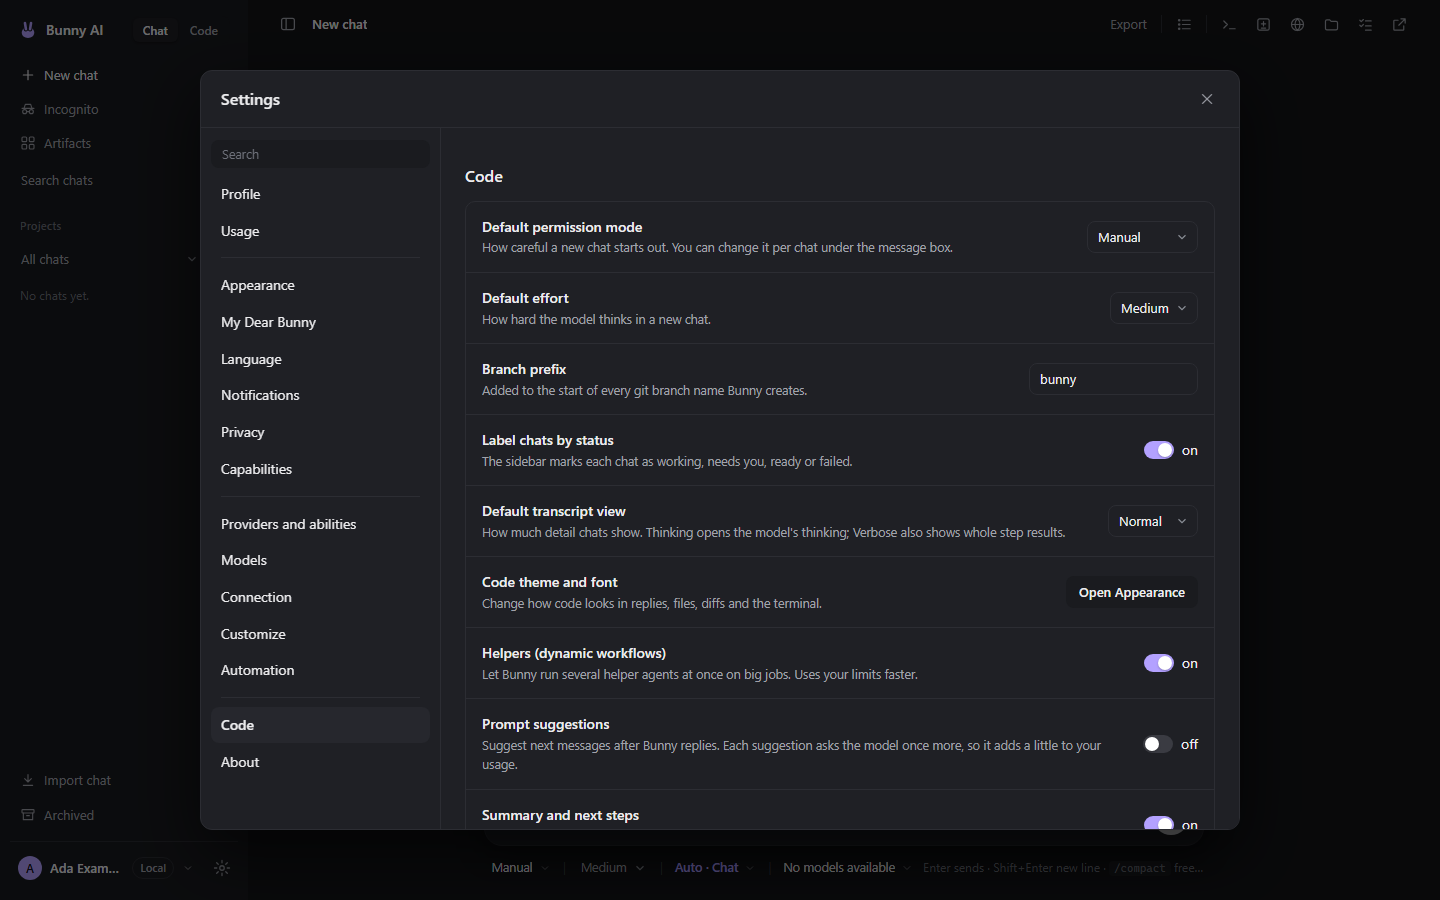 Bunny AI
Chat
Code
New chat
Export
New chat
Incognito
Artifacts
Search chats
Projects
All chats
No chats yet.
Import chat
Archived
A
Ada Exam...
Local
Settings
Search
Profile
Usage
Appearance
My Dear Bunny
Language
Notifications
Privacy
Capabilities
Providers and abilities
Models
Connection
Customize
Automation
Code
About
Code
Default permission mode
How careful a new chat starts out. You can change it per chat under the message box.
Manual
Default effort
How hard the model thinks in a new chat.
Medium
Branch prefix
Added to the start of every git branch name Bunny creates.
bunny
Label chats by status
The sidebar marks each chat as working, needs you, ready or failed.
on
Default transcript view
How much detail chats show. Thinking opens the model's thinking; Verbose also shows whole step results.
Normal
Code theme and font
Change how code looks in replies, files, diffs and the terminal.
Open Appearance
Helpers (dynamic workflows)
Let Bunny run several helper agents at once on big jobs. Uses your limits faster.
on
Prompt suggestions
Suggest next messages after Bunny replies. Each suggestion asks the model once more, so it adds a little to your
usage.
off
Summary and next steps
on
Manual
Medium
Auto · Chat
No models available
Enter sends · Shift+Enter new line · /compact free...